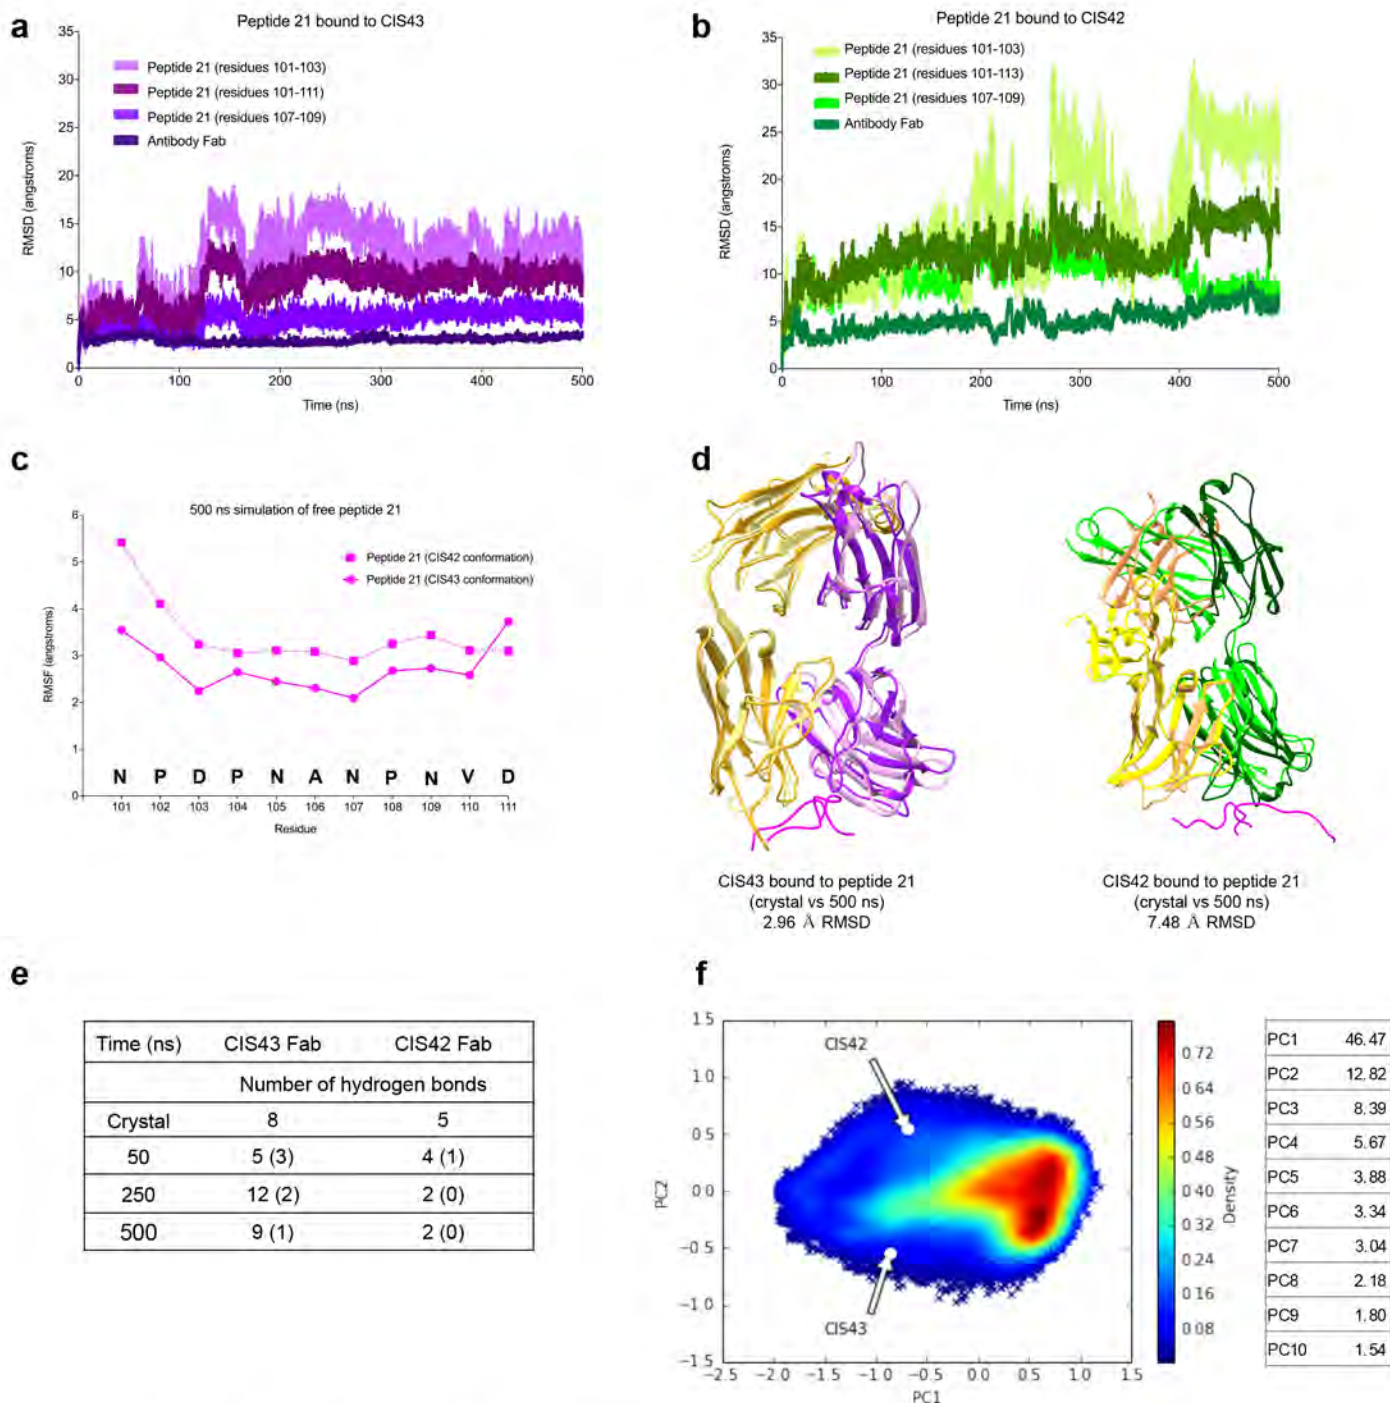 a
Peptide 21 bound to CIS43
35
30
25
20
15
10
5
0
RMSD (angstroms)
Peptide 21 (residues 101-103)
Peptide 21 (residues 101-111)
Peptide 21 (residues 107-109)
Antibody Fab
0 100 200 300 400 500
Time (ns)
b
Peptide 21 bound to CIS42
35
30
25
20
15
10
5
0
RMSD (angstroms)
Peptide 21 (residues 101-103)
Peptide 21 (residues 101-113)
Peptide 21 (residues 107-109)
Antibody Fab
0 100 200 300 400 500
Time (ns)
c
500 ns simulation of free peptide 21
6
5
4
3
2
1
0
RMSF (angstroms)
Peptide 21 (CIS42 conformation)
Peptide 21 (CIS43 conformation)
N P D P N A N P N V D
101 102 103 104 105 106 107 108 109 110 111
Residue
d
CIS43 bound to peptide 21
(crystal vs 500 ns)
2.96 Å RMSD
CIS42 bound to peptide 21
(crystal vs 500 ns)
7.48 Å RMSD
e
Time (ns) CIS43 Fab CIS42 Fab
Number of hydrogen bonds
Crystal 8 5
50 5 (3) 4 (1)
250 12 (2) 2 (0)
500 9 (1) 2 (0)
f
1.5
1.0
0.5
0.0
−0.5
−1.0
−1.5
PC2
CIS42
CIS43
−2.5 −2.0 −1.5 −1.0 −0.5 0.0 0.5 1.0 1.5
PC1
0.72
0.64
0.56
0.48
0.40
0.32
0.24
0.16
0.08
Density
PC1 46.47
PC2 12.82
PC3 8.39
PC4 5.67
PC5 3.88
PC6 3.34
PC7 3.04
PC8 2.18
PC9 1.80
PC10 1.54